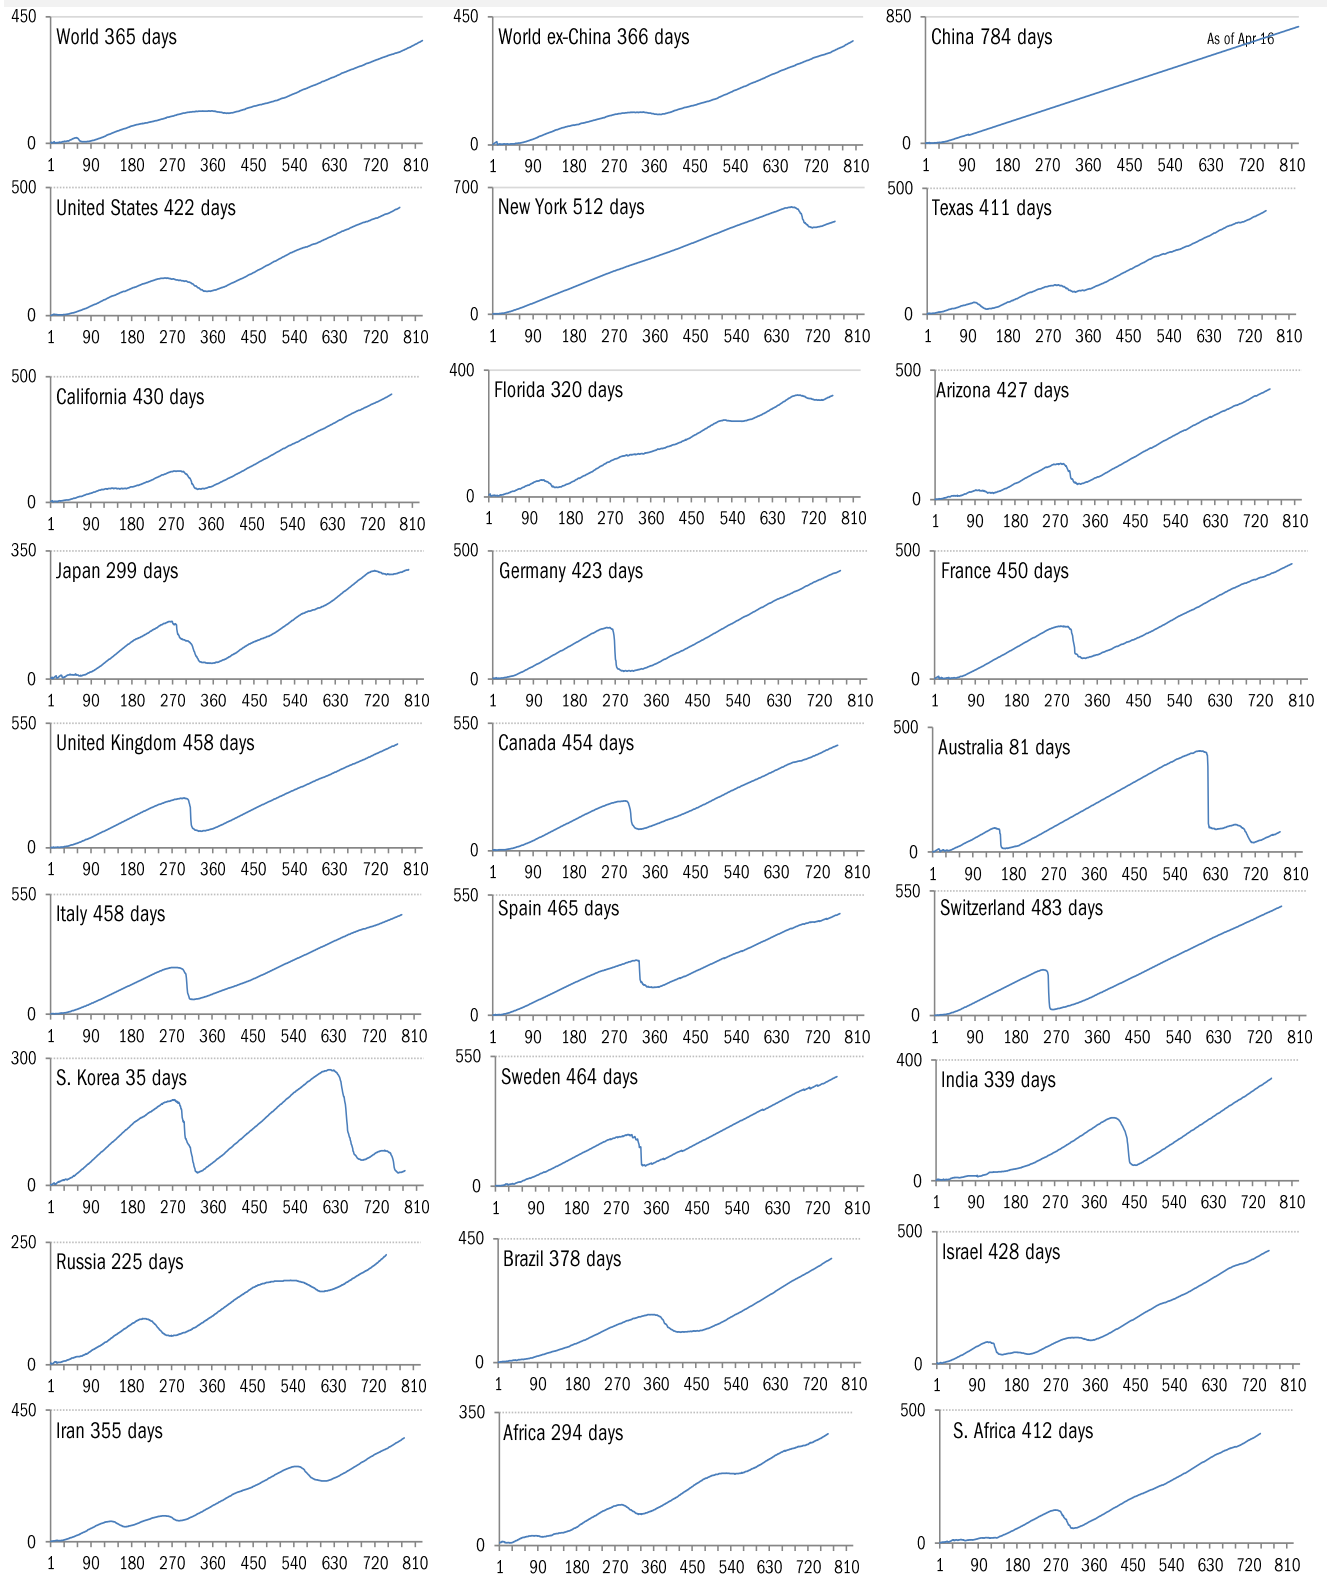 450
World 365 days
0
1 90 180 270 360 450 540 630 720 810
450
World ex-China 366 days
0
1 90 180 270 360 450 540 630 720 810
850
China 784 days
As of Apr 16
0
1 90 180 270 360 450 540 630 720 810
500
United States 422 days
0
1 90 180 270 360 450 540 630 720 810
700
New York 512 days
0
1 90 180 270 360 450 540 630 720 810
500
Texas 411 days
0
1 90 180 270 360 450 540 630 720 810
500
California 430 days
0
1 90 180 270 360 450 540 630 720 810
400
Florida 320 days
0
1 90 180 270 360 450 540 630 720 810
500
Arizona 427 days
0
1 90 180 270 360 450 540 630 720 810
350
Japan 299 days
0
1 90 180 270 360 450 540 630 720 810
500
Germany 423 days
0
1 90 180 270 360 450 540 630 720 810
500
France 450 days
0
1 90 180 270 360 450 540 630 720 810
550
United Kingdom 458 days
0
1 90 180 270 360 450 540 630 720 810
550
Canada 454 days
0
1 90 180 270 360 450 540 630 720 810
500
Australia 81 days
0
1 90 180 270 360 450 540 630 720 810
550
Italy 458 days
0
1 90 180 270 360 450 540 630 720 810
550
Spain 465 days
0
1 90 180 270 360 450 540 630 720 810
550
Switzerland 483 days
0
1 90 180 270 360 450 540 630 720 810
300
S. Korea 35 days
0
1 90 180 270 360 450 540 630 720 810
550
Sweden 464 days
0
1 90 180 270 360 450 540 630 720 810
400
India 339 days
0
1 90 180 270 360 450 540 630 720 810
250
Russia 225 days
0
1 90 180 270 360 450 540 630 720 810
450
Brazil 378 days
0
1 90 180 270 360 450 540 630 720 810
500
Israel 428 days
0
1 90 180 270 360 450 540 630 720 810
450
Iran 355 days
0
1 90 180 270 360 450 540 630 720 810
350
Africa 294 days
0
1 90 180 270 360 450 540 630 720 810
500
S. Africa 412 days
0
1 90 180 270 360 450 540 630 720 810